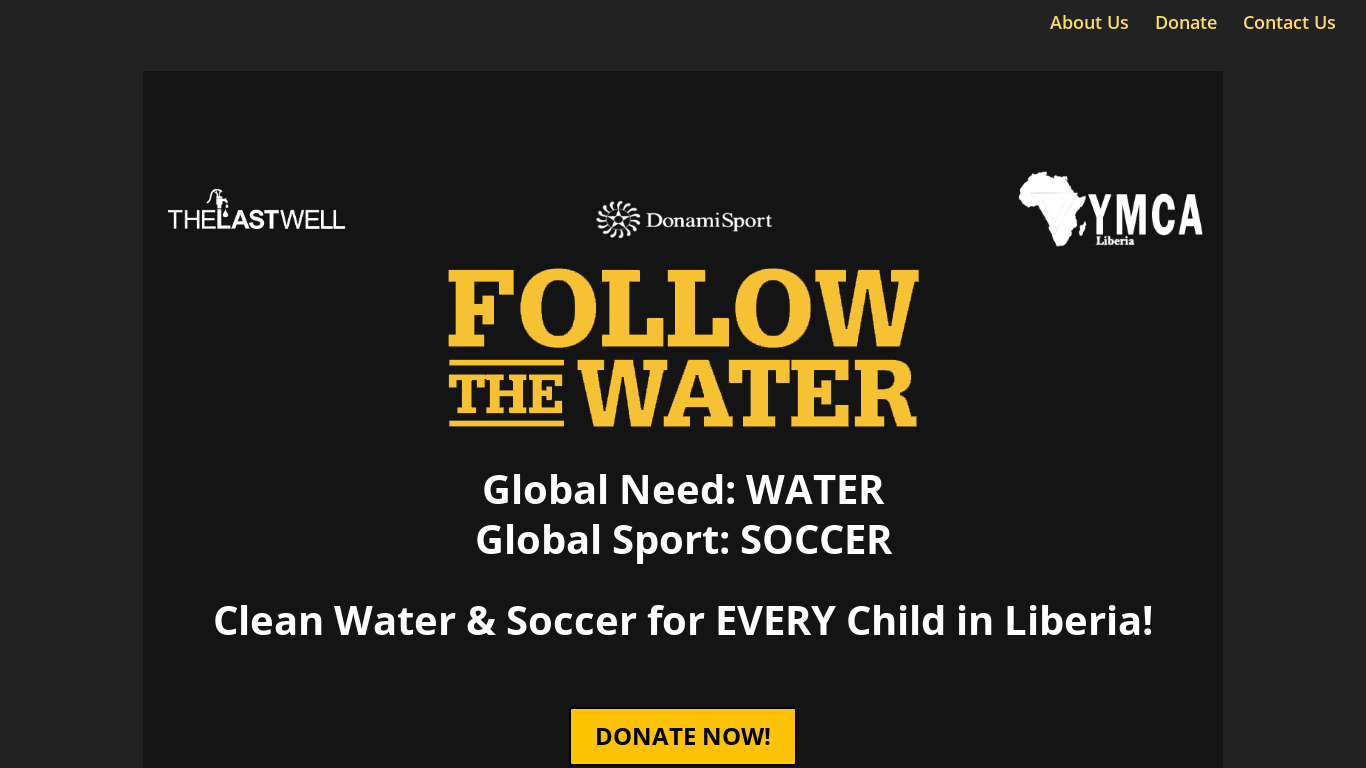 About Us Donate Contact Us
THELASTWELL
DonamiSport
YMCA
Liberia
FOLLOW
THE WATER
Global Need: WATER
Global Sport: SOCCER
Clean Water & Soccer for EVERY Child in Liberia!
DONATE NOW!